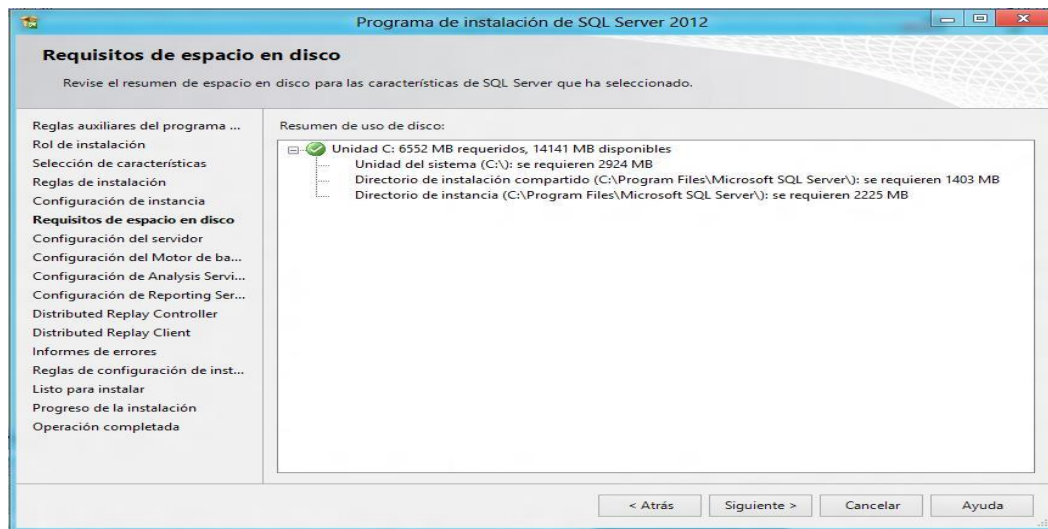 Programa de instalación de SQL Server 2012
Requisitos de espacio en disco
Revise el resumen de espacio en disco para las características de SQL Server que ha seleccionado.
Reglas auxiliares del programa ...
Rol de instalación
Selección de características
Reglas de instalación
Configuración de instancia
Requisitos de espacio en disco
Configuración del servidor
Configuración del Motor de ba...
Configuración de Analysis Servi...
Configuración de Reporting Ser...
Distributed Replay Controller
Distributed Replay Client
Informes de errores
Reglas de configuración de inst...
Listo para instalar
Progreso de la instalación
Operación completada
Resumen de uso de disco:
Unidad C: 6552 MB requeridos, 14141 MB disponibles
Unidad del sistema (C:\): se requieren 2924 MB
Directorio de instalación compartido (C:\Program Files\Microsoft SQL Server\): se requieren 1403 MB
Directorio de instancia (C:\Program Files\Microsoft SQL Server\): se requieren 2225 MB
< Atrás Siguiente > Cancelar Ayuda